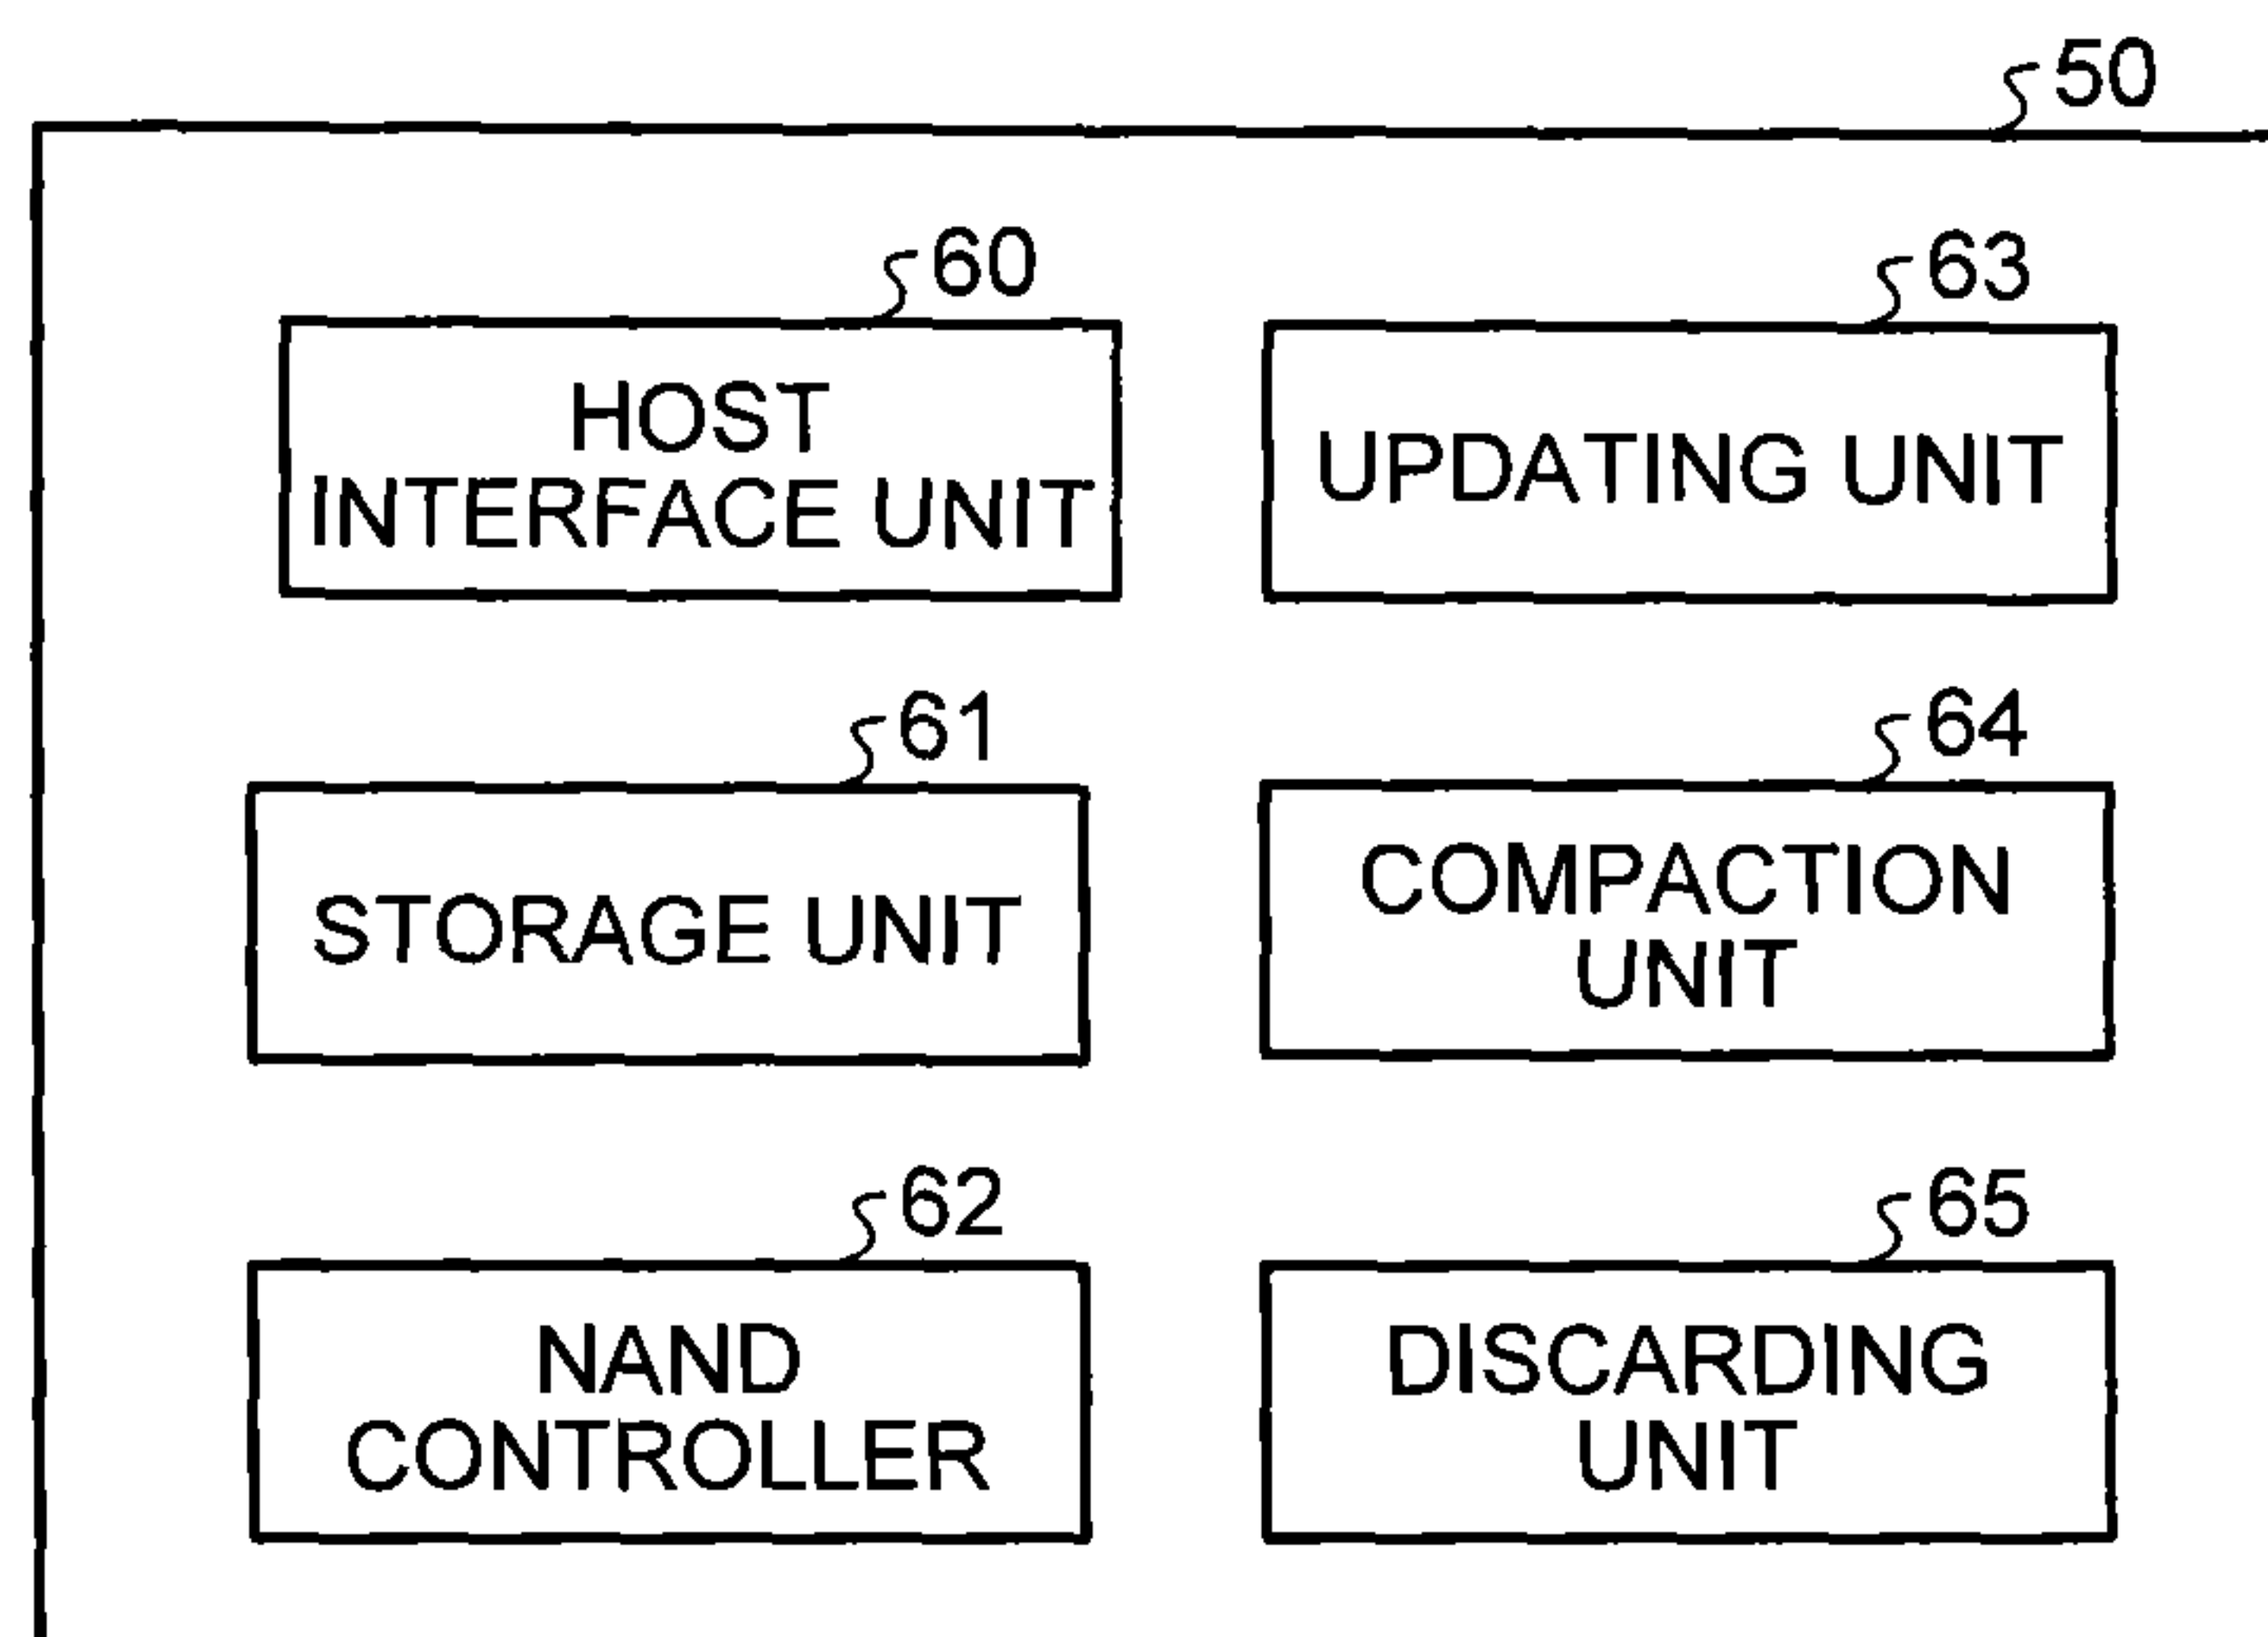 50
60
HOST
INTERFACE UNIT
63
UPDATING UNIT
61
STORAGE UNIT
64
COMPACTION
UNIT
62
NAND
CONTROLLER
65
DISCARDING
UNIT